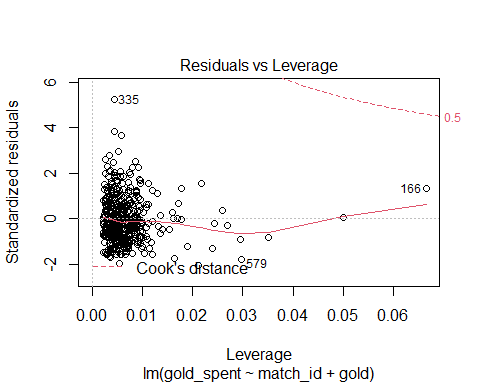 Residuals vs Leverage
Standardized residuals
6
4
2
0
-2
335
0.5
166
579
Cook's distance
0.00 0.01 0.02 0.03 0.04 0.05 0.06
Leverage
lm(gold_spent ~ match_id + gold)